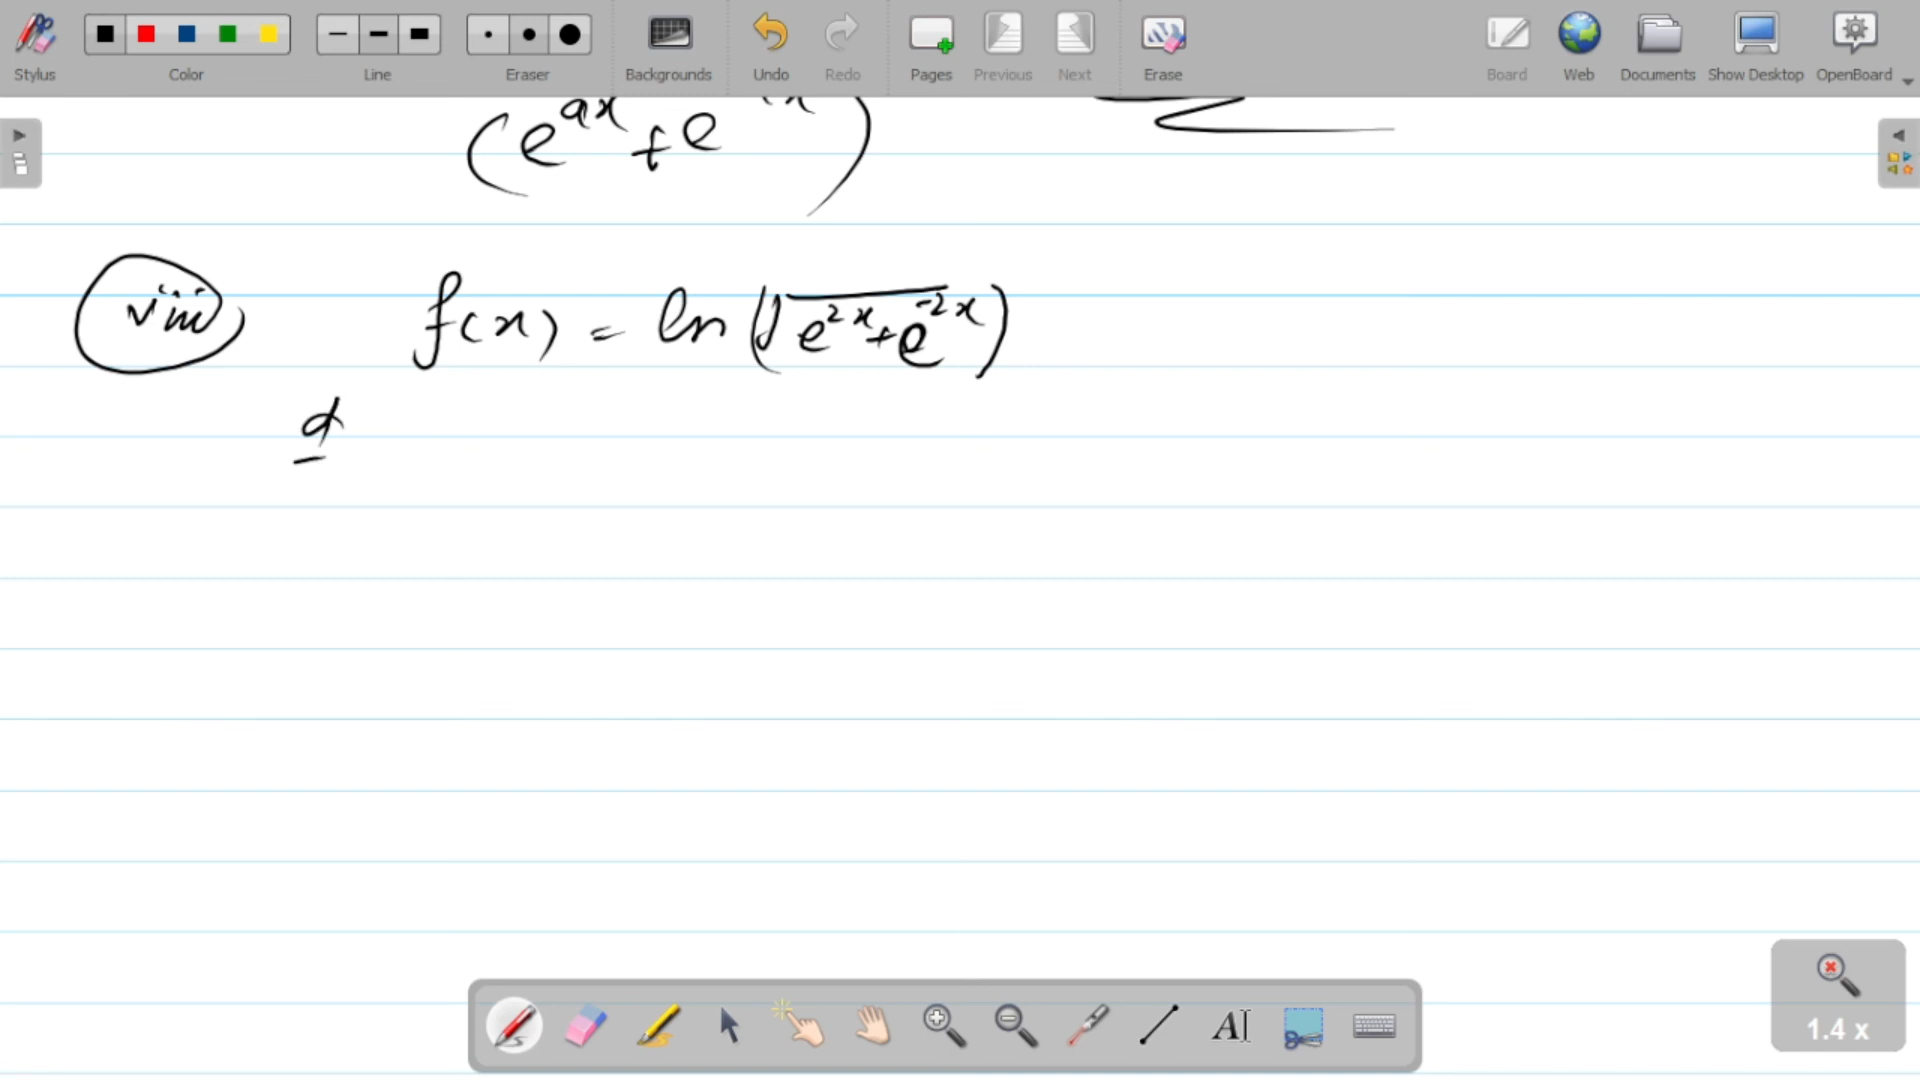 Stylus Color Line Eraser Backgrounds Undo Redo Pages Previous Next Erase Board Web Documents Show Desktop OpenBoard
(e^{ax} + e )
viii) f(x) = ln(√(e^{2x} + e^{-2x}))
d
1.4 x